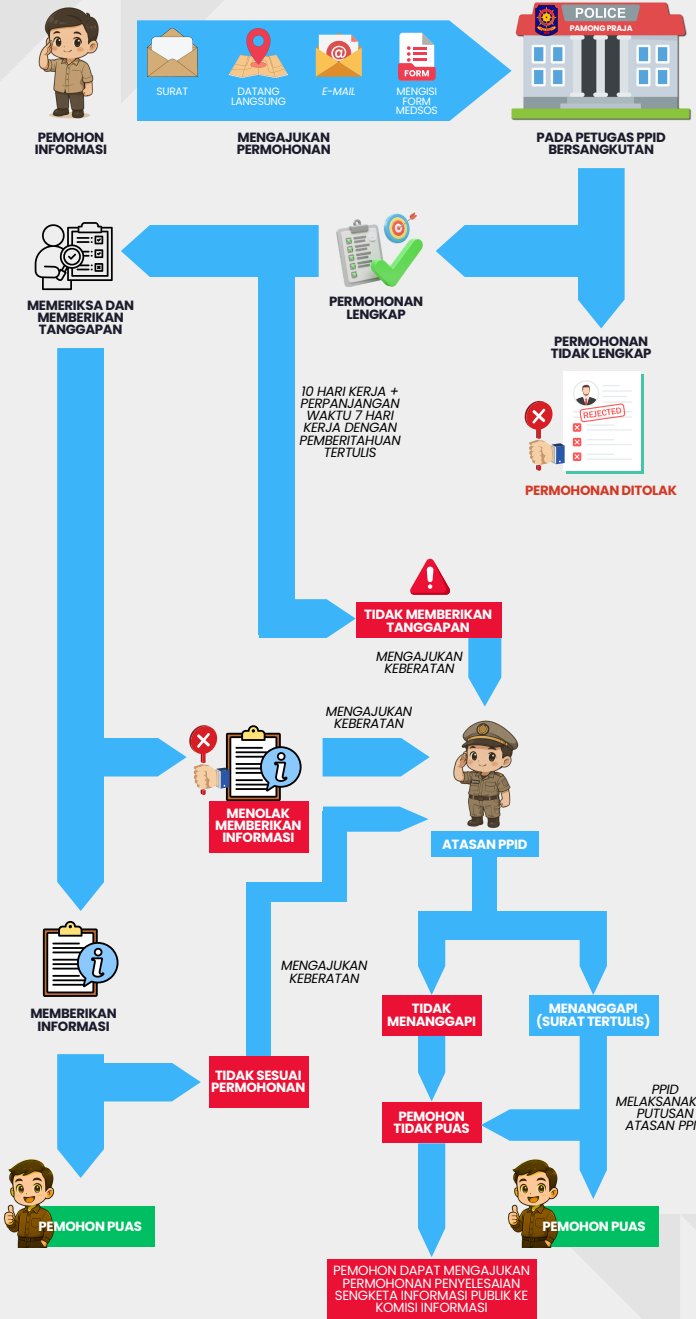 POLICE
PAMONG PRAJA
SURAT
DATANG
LANGSUNG
E-MAIL
FORM
MENGISI
FORM
MEDSOS
PEMOHON
INFORMASI
MENGAJUKAN
PERMOHONAN
PADA PETUGAS PPID
BERSANGKUTAN
MEMERIKSA DAN
MEMBERIKAN
TANGGAPAN
PERMOHONAN
LENGKAP
PERMOHONAN
TIDAK LENGKAP
REJECTED
PERMOHONAN DITOLAK
10 HARI KERJA +
PERPANJANGAN
WAKTU 7 HARI
KERJA DENGAN
PEMBERITAHUAN
TERTULIS
TIDAK MEMBERIKAN
TANGGAPAN
MENGAJUKAN
KEBERATAN
MENGAJUKAN
KEBERATAN
MENOLAK
MEMBERIKAN
INFORMASI
ATASAN PPID
MEMBERIKAN
INFORMASI
MENGAJUKAN
KEBERATAN
TIDAK
MENANGGAPI
MENANGGAPI
(SURAT TERTULIS)
TIDAK SESUAI
PERMOHONAN
PEMOHON
TIDAK PUAS
PPID
MELAKSANAK
PUTUSAN
ATASAN PPI
PEMOHON PUAS
PEMOHON PUAS
PEMOHON DAPAT MENGAJUKAN
PERMOHONAN PENYELESAIAN
SENGKETA INFORMASI PUBLIK KE
KOMISI INFORMASI